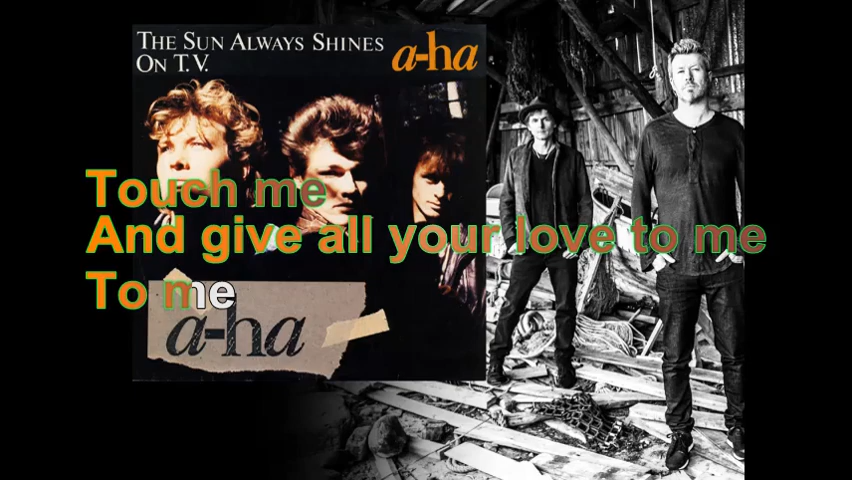 THE SUN ALWAYS SHINES
ON T.V.
a-ha
Touch me
And give all your love to me
To me
a-ha